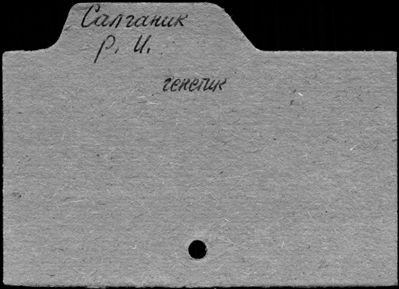 Салганик
Р. И.
генетик